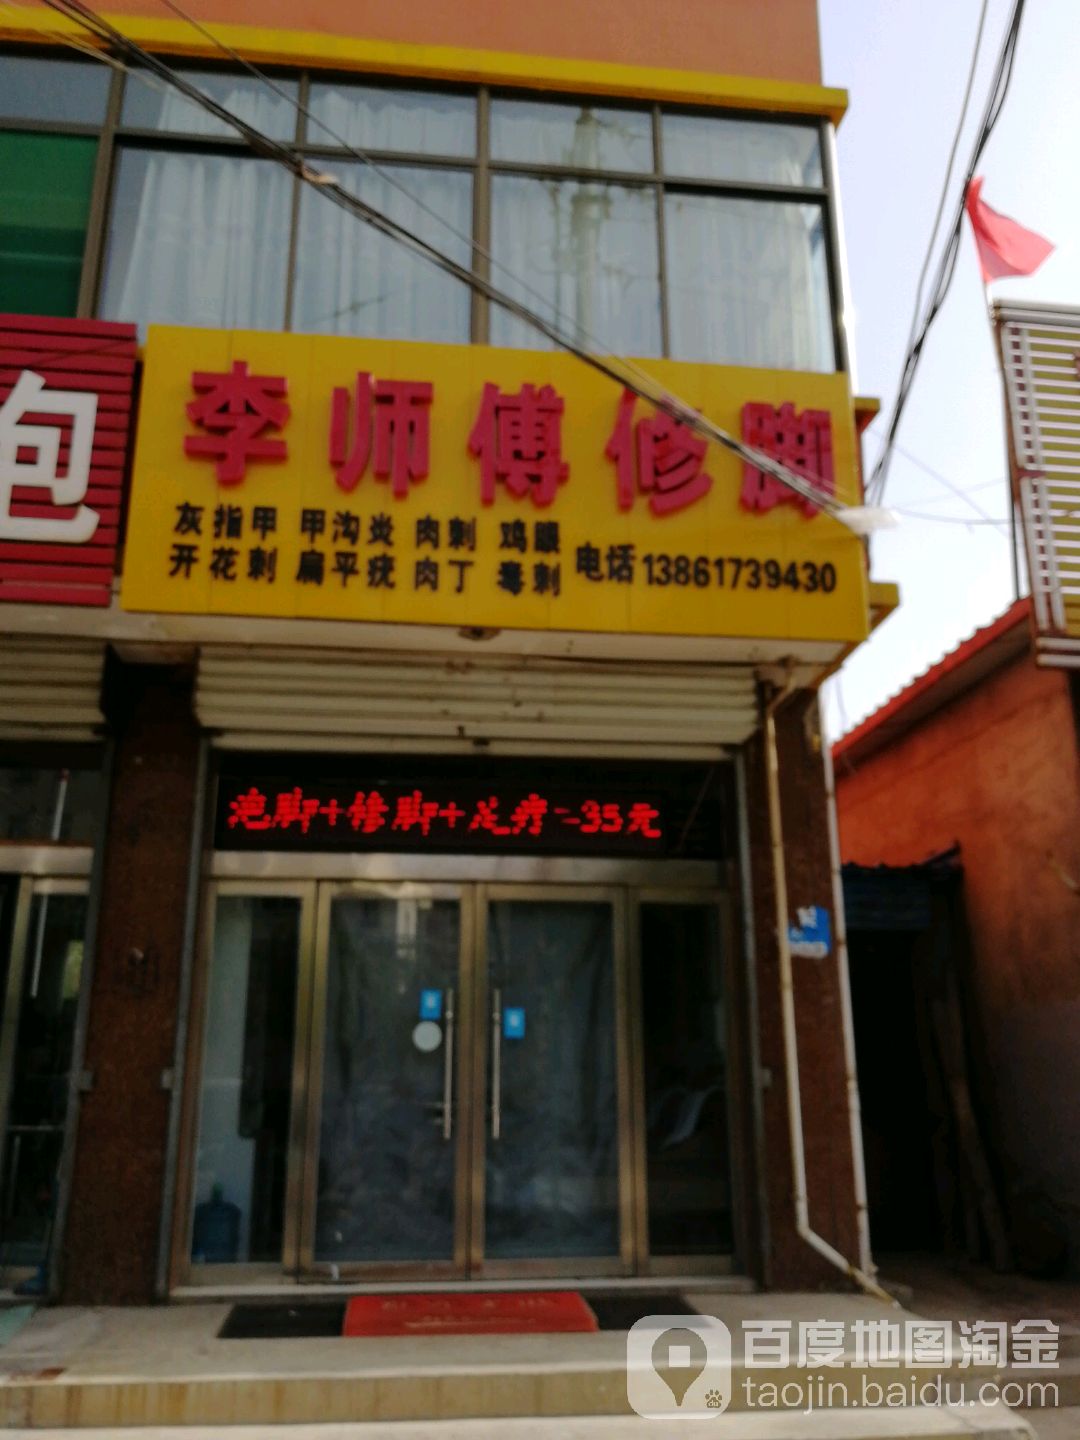 包
李师傅修脚
灰指甲 甲沟炎 肉刺 鸡眼
开花刺 扁平疣 肉丁 毒刺
电话13861739430
泡脚+修脚+足疗=35元
百度地图淘金
taojin.baidu.com